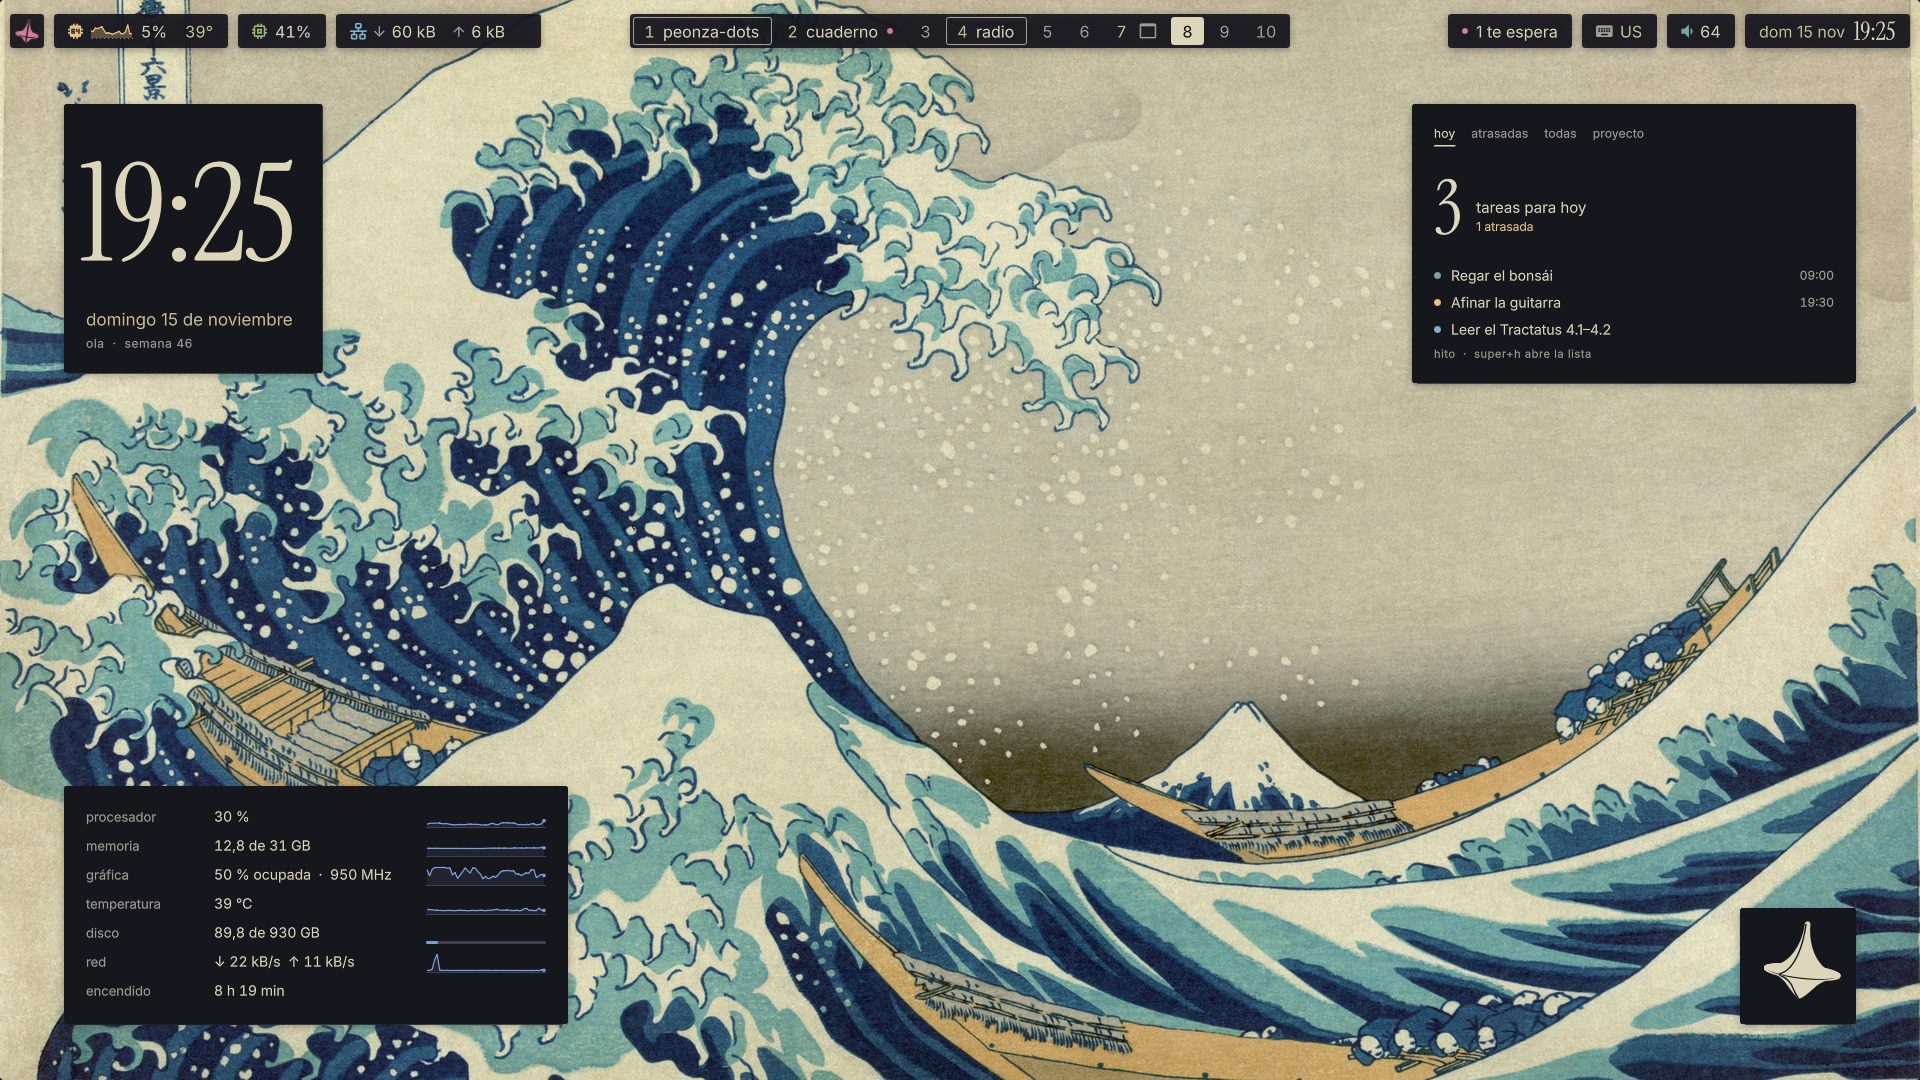 5% 39° 41% ↓ 60 kB ↑ 6 kB 1 peonza-dots 2 cuaderno 3 4 radio 5 6 7 8 9 10 1 te espera US 64 dom 15 nov 19:25
六
景
19:25
domingo 15 de noviembre
ola · semana 46
hoy atrasadas todas proyecto
3 tareas para hoy
1 atrasada
Regar el bonsái 09:00
Afinar la guitarra 19:30
Leer el Tractatus 4.1–4.2
hito · super+h abre la lista
procesador 30 %
memoria 12,8 de 31 GB
gráfica 50 % ocupada · 950 MHz
temperatura 39 °C
disco 89,8 de 930 GB
red ↓ 22 kB/s ↑ 11 kB/s
encendido 8 h 19 min